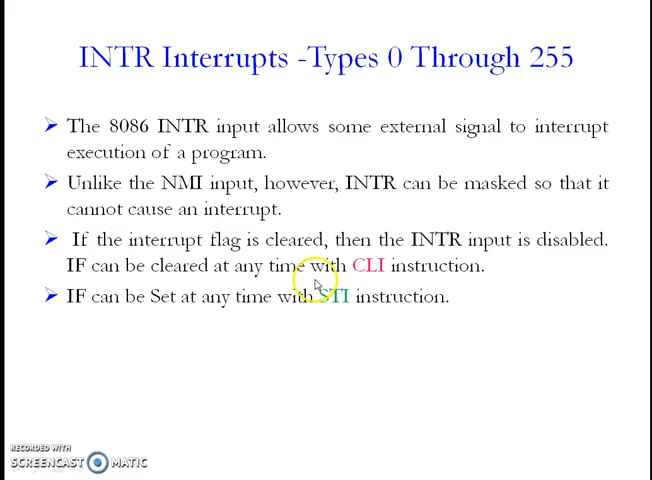 INTR Interrupts -Types 0 Through 255
The 8086 INTR input allows some external signal to interrupt
execution of a program.
Unlike the NMI input, however, INTR can be masked so that it
cannot cause an interrupt.
If the interrupt flag is cleared, then the INTR input is disabled.
IF can be cleared at any time with CLI instruction.
IF can be Set at any time with STI instruction.
RECORDED WITH
SCREENCAST MATIC